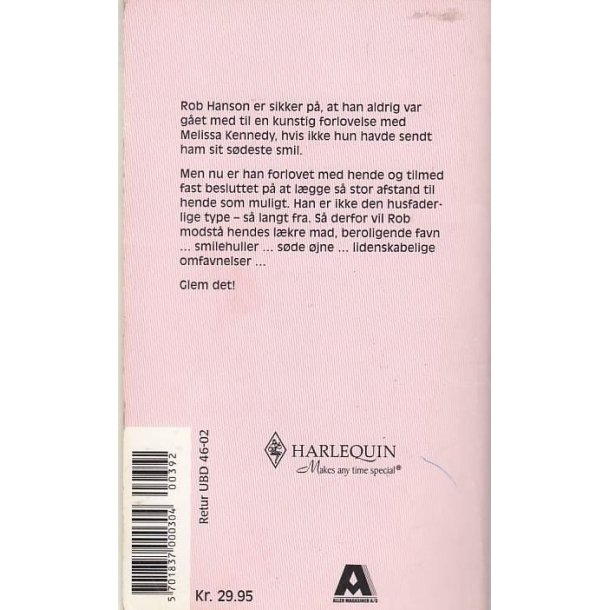 Rob Hanson er sikker på, at han aldrig var
gået med til en kunstig forlovelse med
Melissa Kennedy, hvis ikke hun havde sendt
ham sit sødeste smil.
Men nu er han forlovet med hende og tilmed
fast besluttet på at lægge så stor afstand til
hende som muligt. Han er ikke den husfader-
lige type – så langt fra. Så derfor vil Rob
modstå hendes lækre mad, beroligende favn
... smilehuller ... søde øjne ... lidenskabelige
omfavnelser ...
Glem det!
HARLEQUIN
Makes any time special®
Retur UBD 46-02
00392
5701837000304
Kr. 29.95
A
ALLER MAGASINER A/S